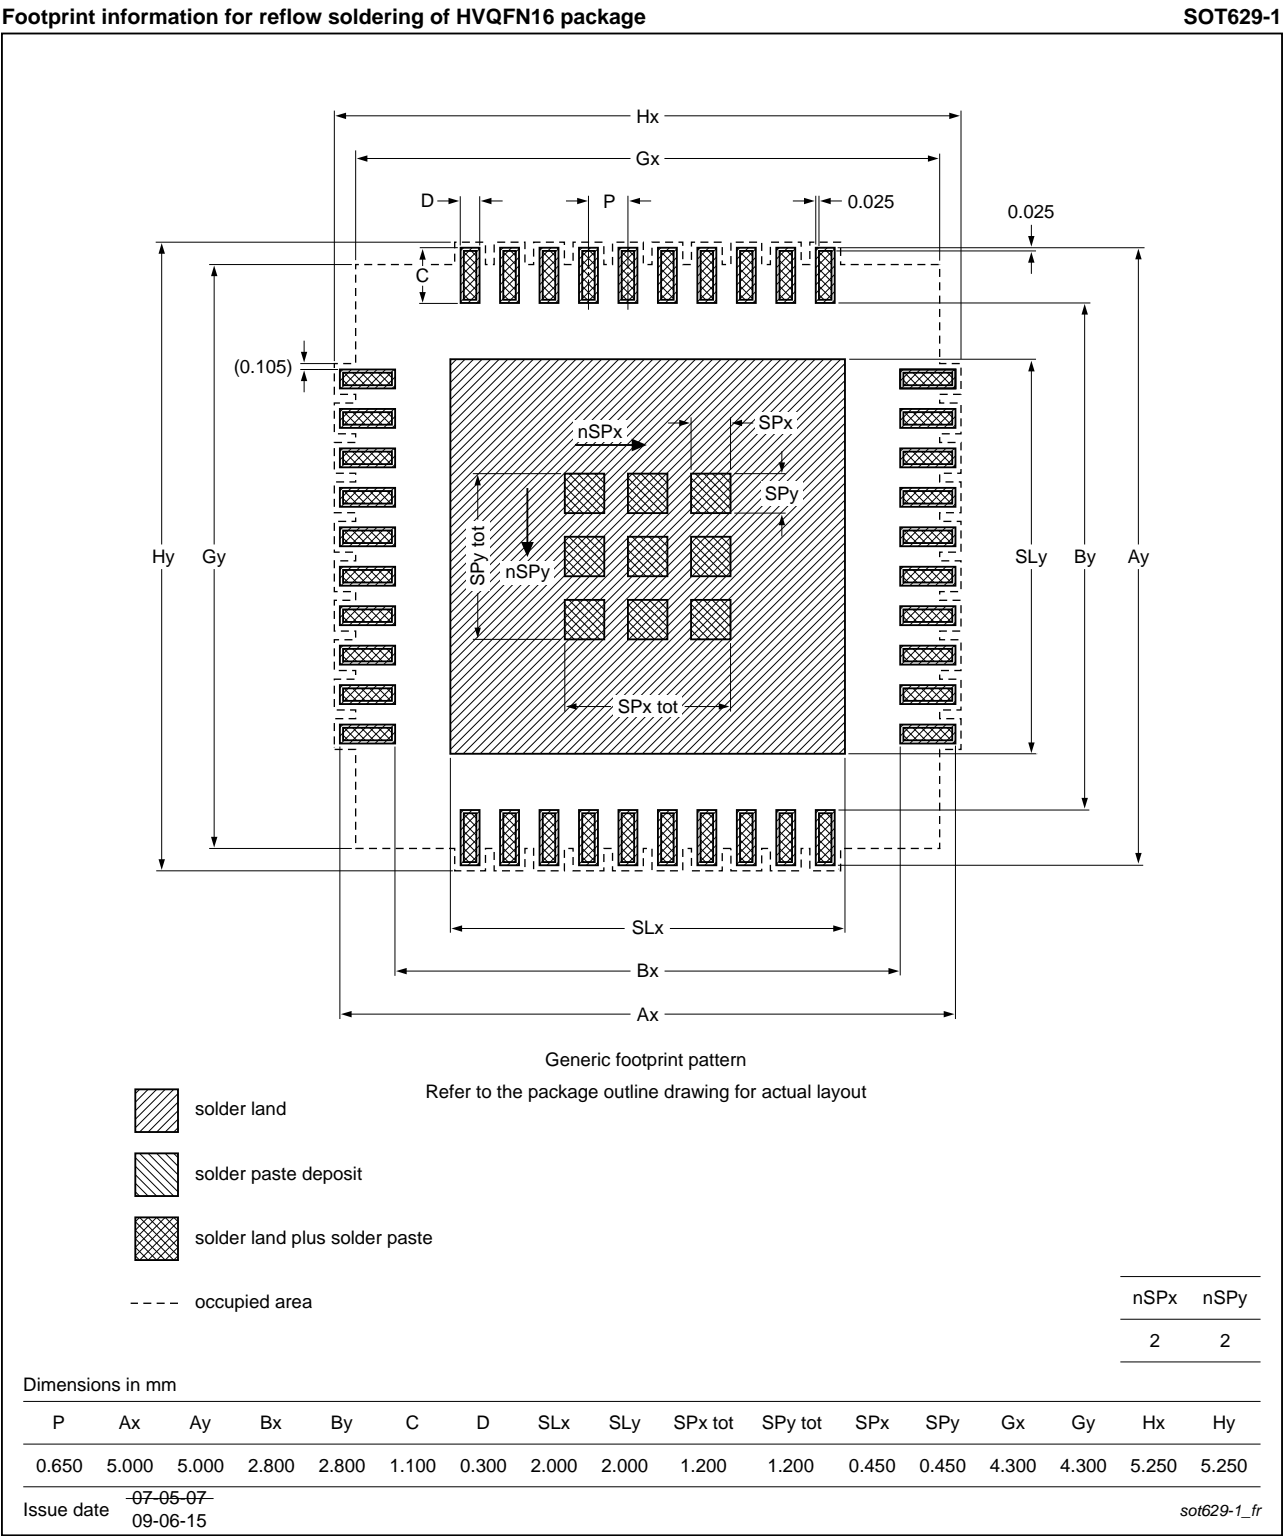 Footprint information for reflow soldering of HVQFN16 package SOT629-1
Hx
Gx
D P 0.025
0.025
C
(0.105)
nSPx SPx
SPy
SPy tot
nSPy
Hy Gy SLy By Ay
SPx tot
SLx
Bx
Ax
Generic footprint pattern
Refer to the package outline drawing for actual layout
solder land
solder paste deposit
solder land plus solder paste
occupied area
nSPx nSPy
2 2
Dimensions in mm
P Ax Ay Bx By C D SLx SLy SPx tot SPy tot SPx SPy Gx Gy Hx Hy
0.650 5.000 5.000 2.800 2.800 1.100 0.300 2.000 2.000 1.200 1.200 0.450 0.450 4.300 4.300 5.250 5.250
Issue date 07-05-07
09-06-15
sot629-1_fr